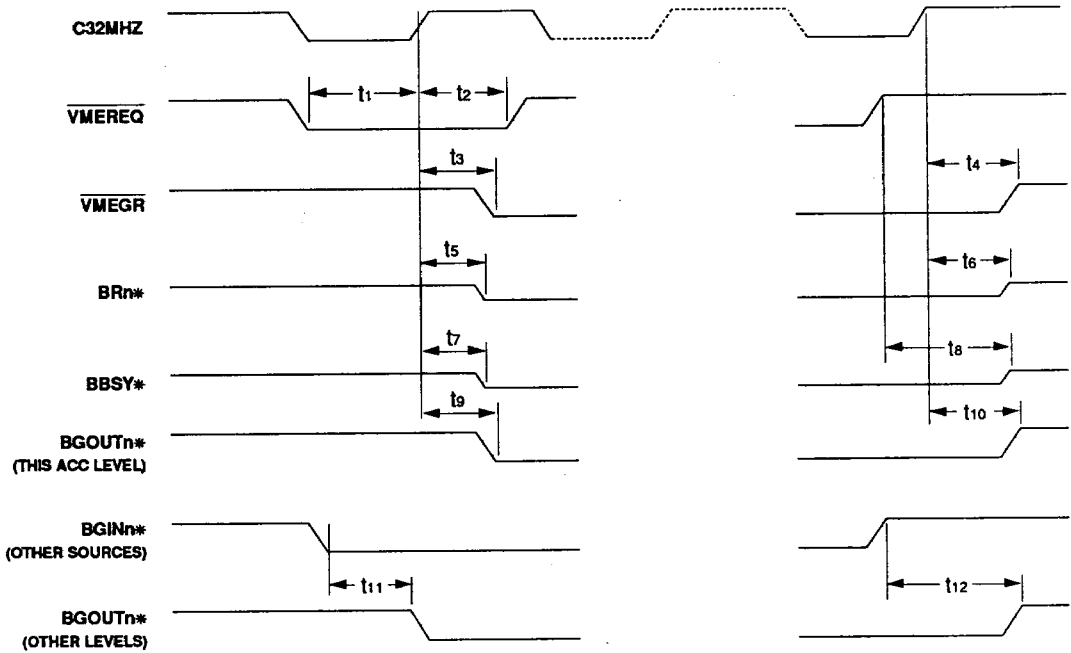 C32MHZ
t1 t2
VMEREQ
t3 t4
VMEGR
t5 t6
BRn*
t7 t8
BBSY*
t9 t10
BGOUTn*
(THIS ACC LEVEL)
BGINn*
(OTHER SOURCES)
t11 t12
BGOUTn*
(OTHER LEVELS)